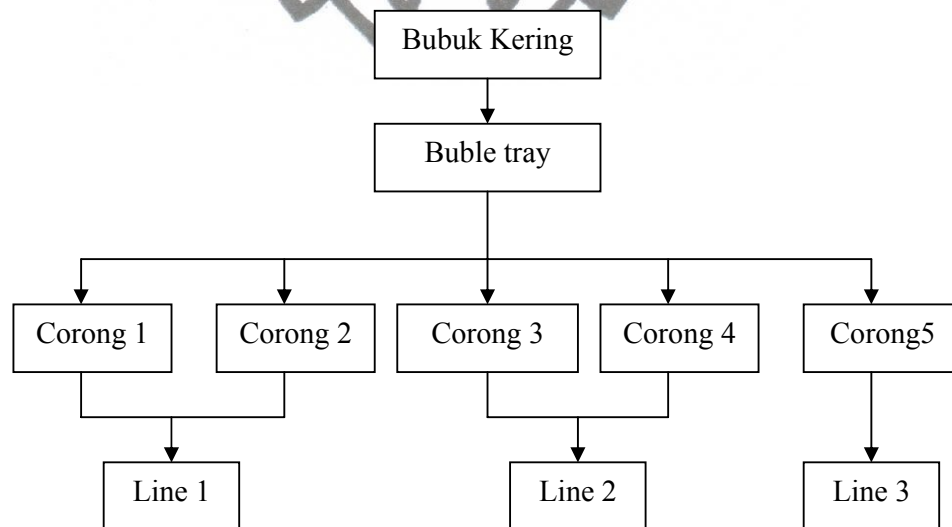 Bubuk Kering
Buble tray
Corong 1
Corong 2
Corong 3
Corong 4
Corong5
Line 1
Line 2
Line 3